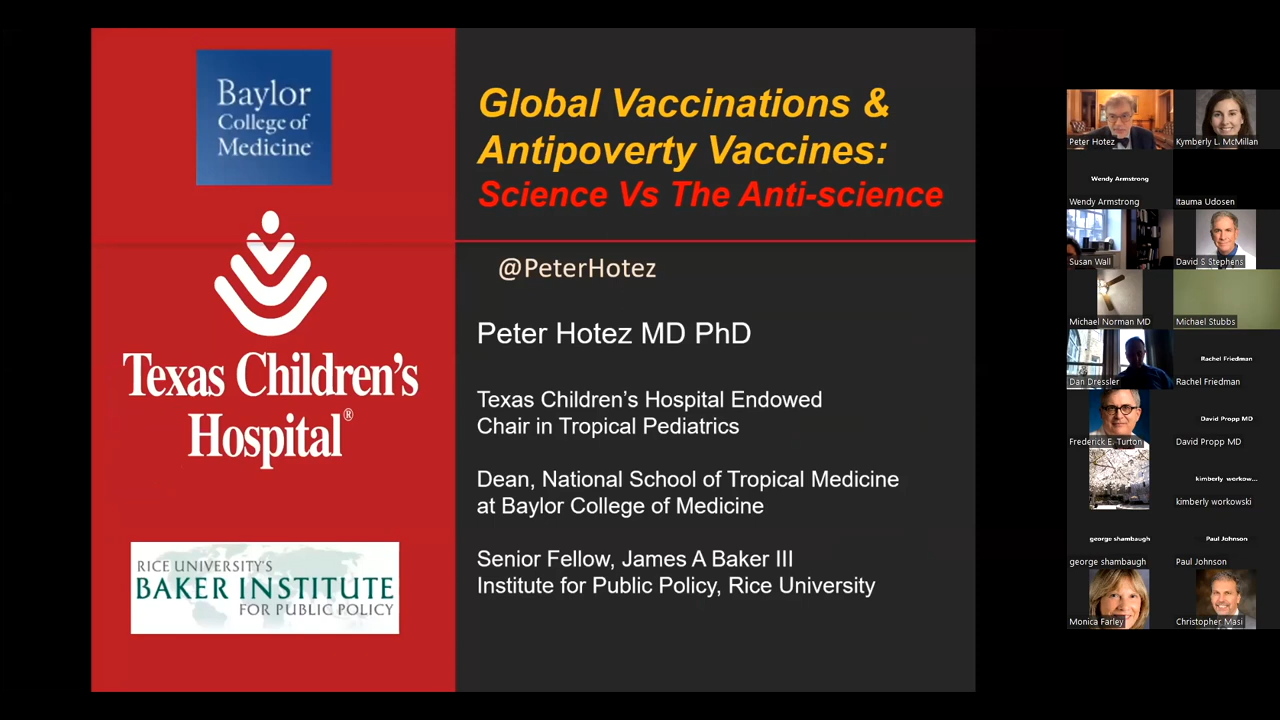 Baylor
College of
Medicine
Texas Children's
Hospital®
RICE UNIVERSITY'S
BAKER INSTITUTE
FOR PUBLIC POLICY
Global Vaccinations &
Antipoverty Vaccines:
Science Vs The Anti-science
@PeterHotez
Peter Hotez MD PhD
Texas Children's Hospital Endowed
Chair in Tropical Pediatrics
Dean, National School of Tropical Medicine
at Baylor College of Medicine
Senior Fellow, James A Baker III
Institute for Public Policy, Rice University
Peter Hotez
Kymberly L. McMillan
Wendy Armstrong
Wendy Armstrong
Itauma Udosen
Susan Wall
David S Stephens
Michael Norman MD
Michael Stubbs
Rachel Friedman
Dan Dressler
Rachel Friedman
David Propp MD
Frederick E. Turton
David Propp MD
kimberly workow...
kimberly workowski
george shambaugh
Paul Johnson
george shambaugh
Paul Johnson
Monica Farley
Christopher Masi